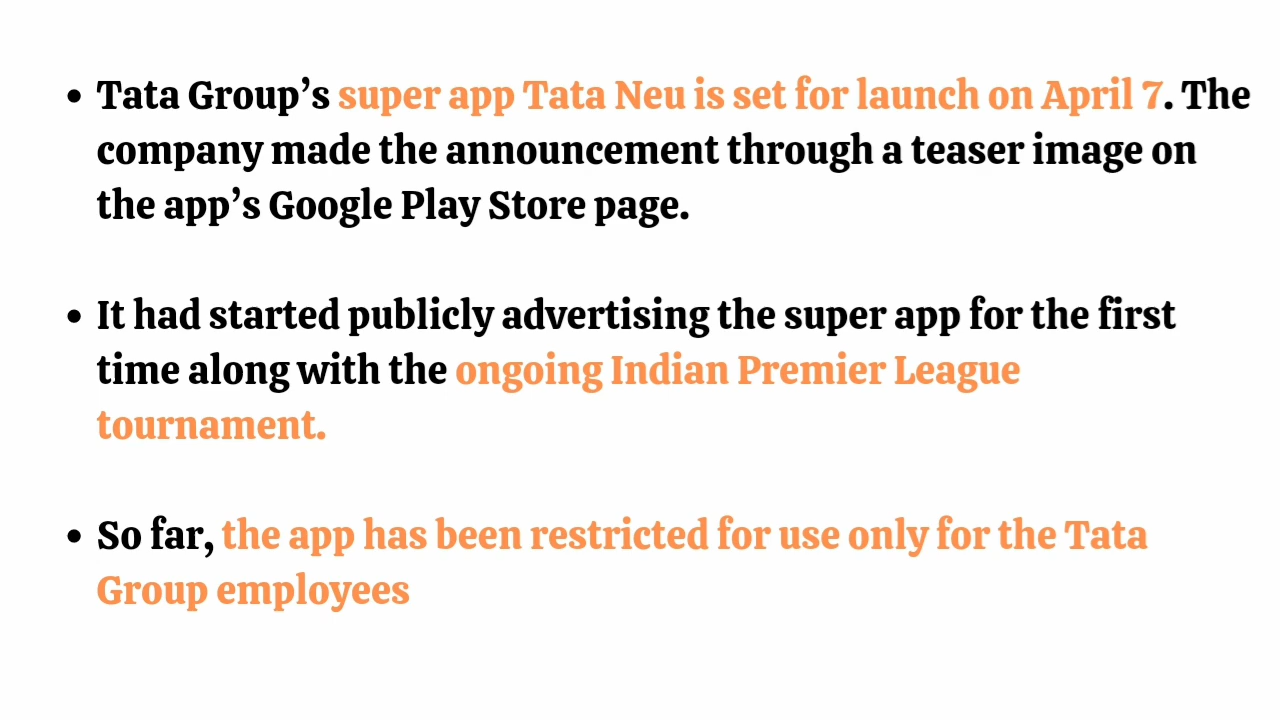 • Tata Group’s super app Tata Neu is set for launch on April 7. The
company made the announcement through a teaser image on
the app’s Google Play Store page.
• It had started publicly advertising the super app for the first
time along with the ongoing Indian Premier League
tournament.
• So far, the app has been restricted for use only for the Tata
Group employees